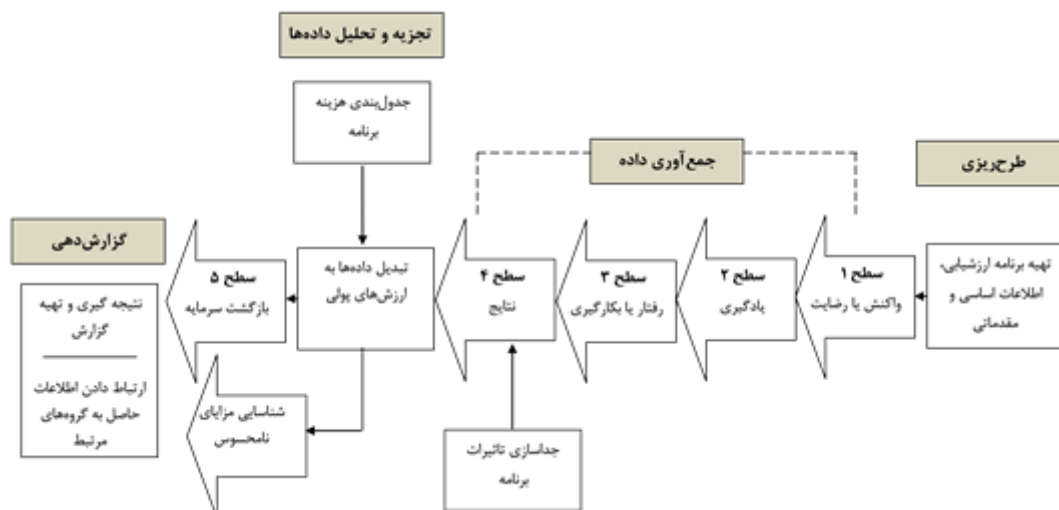 تجزیه و تحلیل داده‌ها
جدول‌بندی هزینه
برنامه
جمع‌آوری داده
طرح‌ریزی
گزارش‌دهی
تهیه برنامه ارزشیابی،
اطلاعات اساسی و
مقدماتی
سطح ۱
واکنش یا رضایت
سطح ۲
یادگیری
سطح ۳
رفتار یا بکارگیری
سطح ۴
نتایج
تبدیل داده‌ها به
ارزش‌های پولی
سطح ۵
بازگشت سرمایه
نتیجه گیری و تهیه
گزارش
ارتباط دادن اطلاعات
حاصل به گروه‌های
مرتبط
شناسایی مزایای
نامحسوس
جداسازی تاثیرات
برنامه